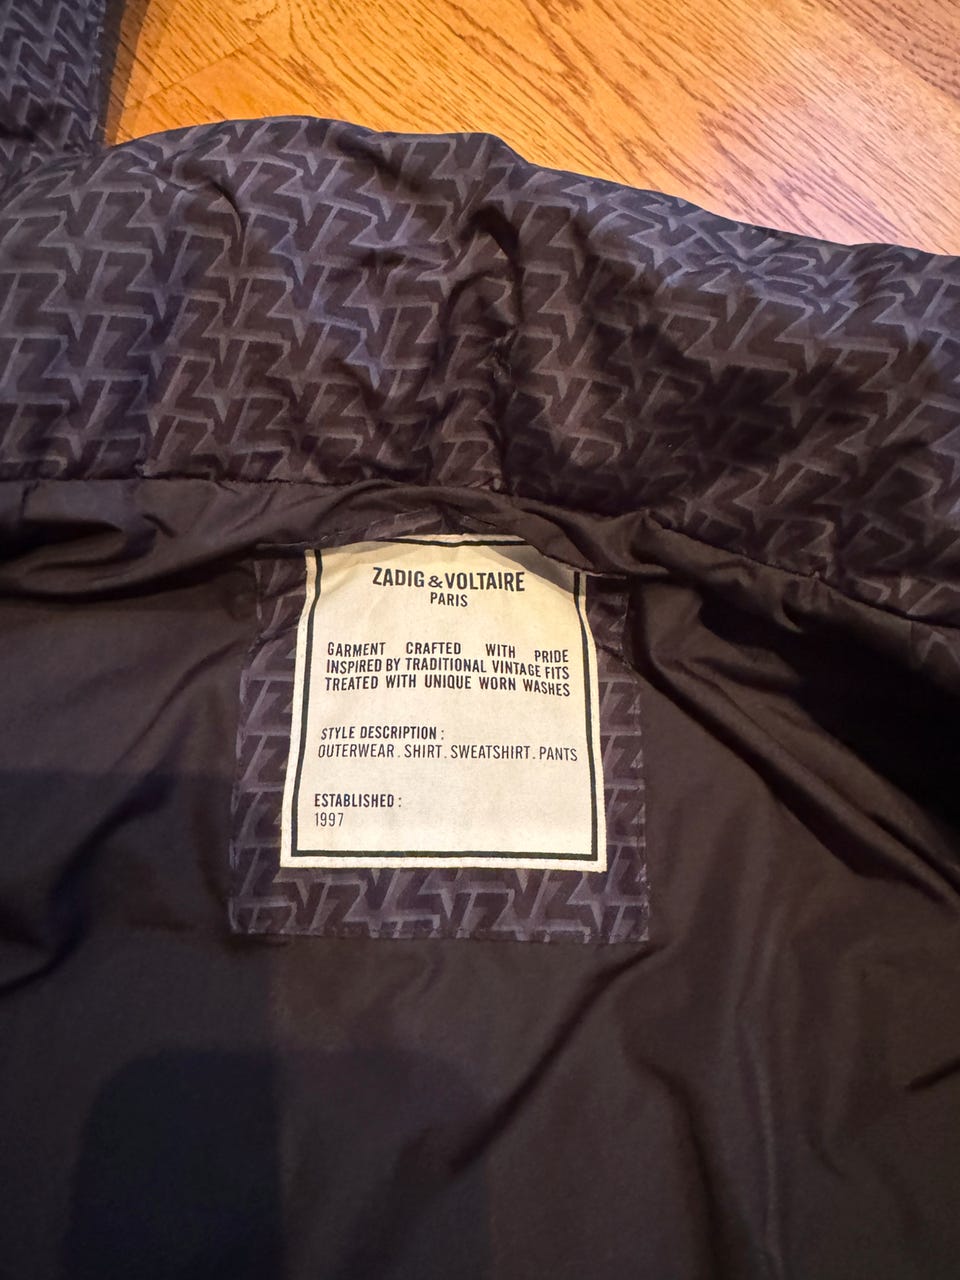 ZADIG & VOLTAIRE
PARIS
GARMENT CRAFTED WITH PRIDE
INSPIRED BY TRADITIONAL VINTAGE FITS
TREATED WITH UNIQUE WORN WASHES
STYLE DESCRIPTION :
OUTERWEAR . SHIRT . SWEATSHIRT . PANTS
ESTABLISHED :
1997